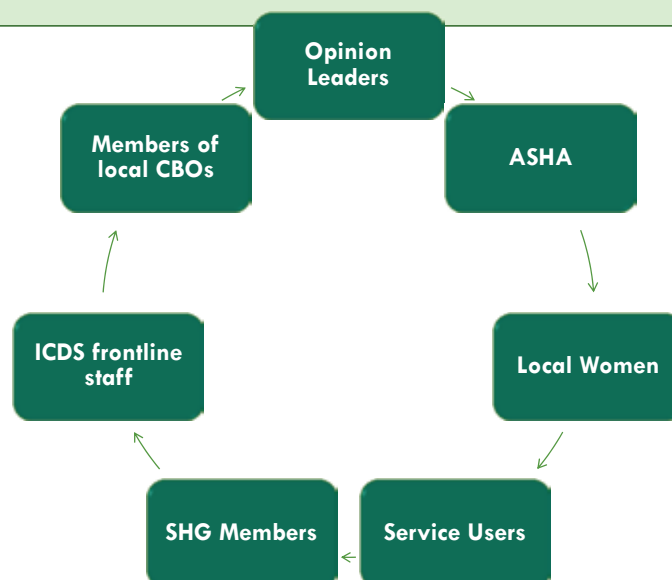 Opinion
Leaders
ASHA
Local Women
Service Users
SHG Members
ICDS frontline
staff
Members of
local CBOs